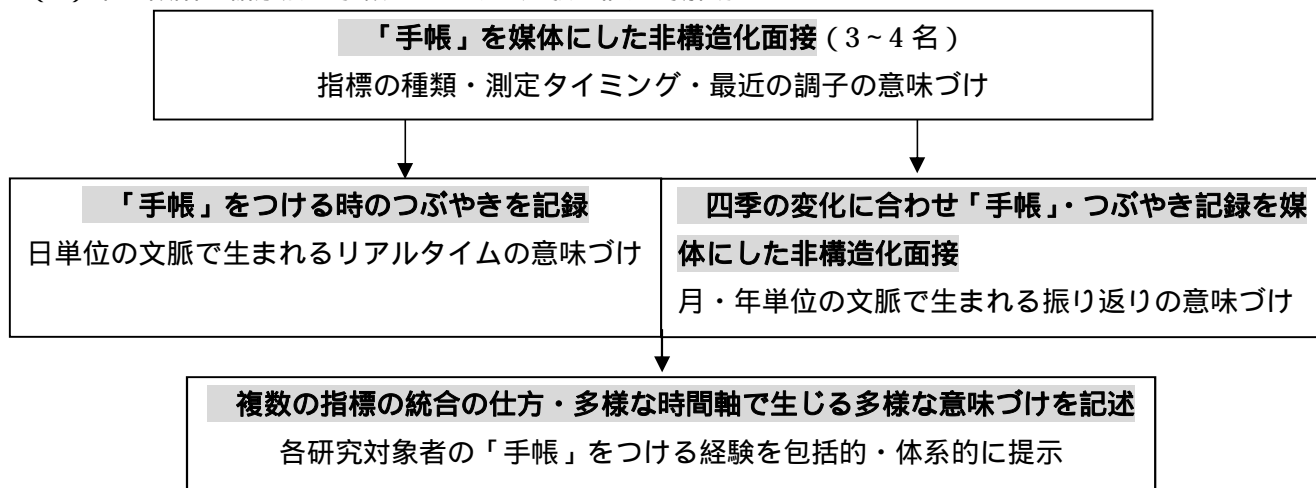 「手帳」を媒体にした非構造化面接(3~4名)
指標の種類・測定タイミング・最近の調子の意味づけ
「手帳」をつける時のつぶやきを記録
日単位の文脈で生まれるリアルタイムの意味づけ
四季の変化に合わせ「手帳」・つぶやき記録を媒
体にした非構造化面接
月・年単位の文脈で生まれる振り返りの意味づけ
複数の指標の統合の仕方・多様な時間軸で生じる多様な意味づけを記述
各研究対象者の「手帳」をつける経験を包括的・体系的に提示